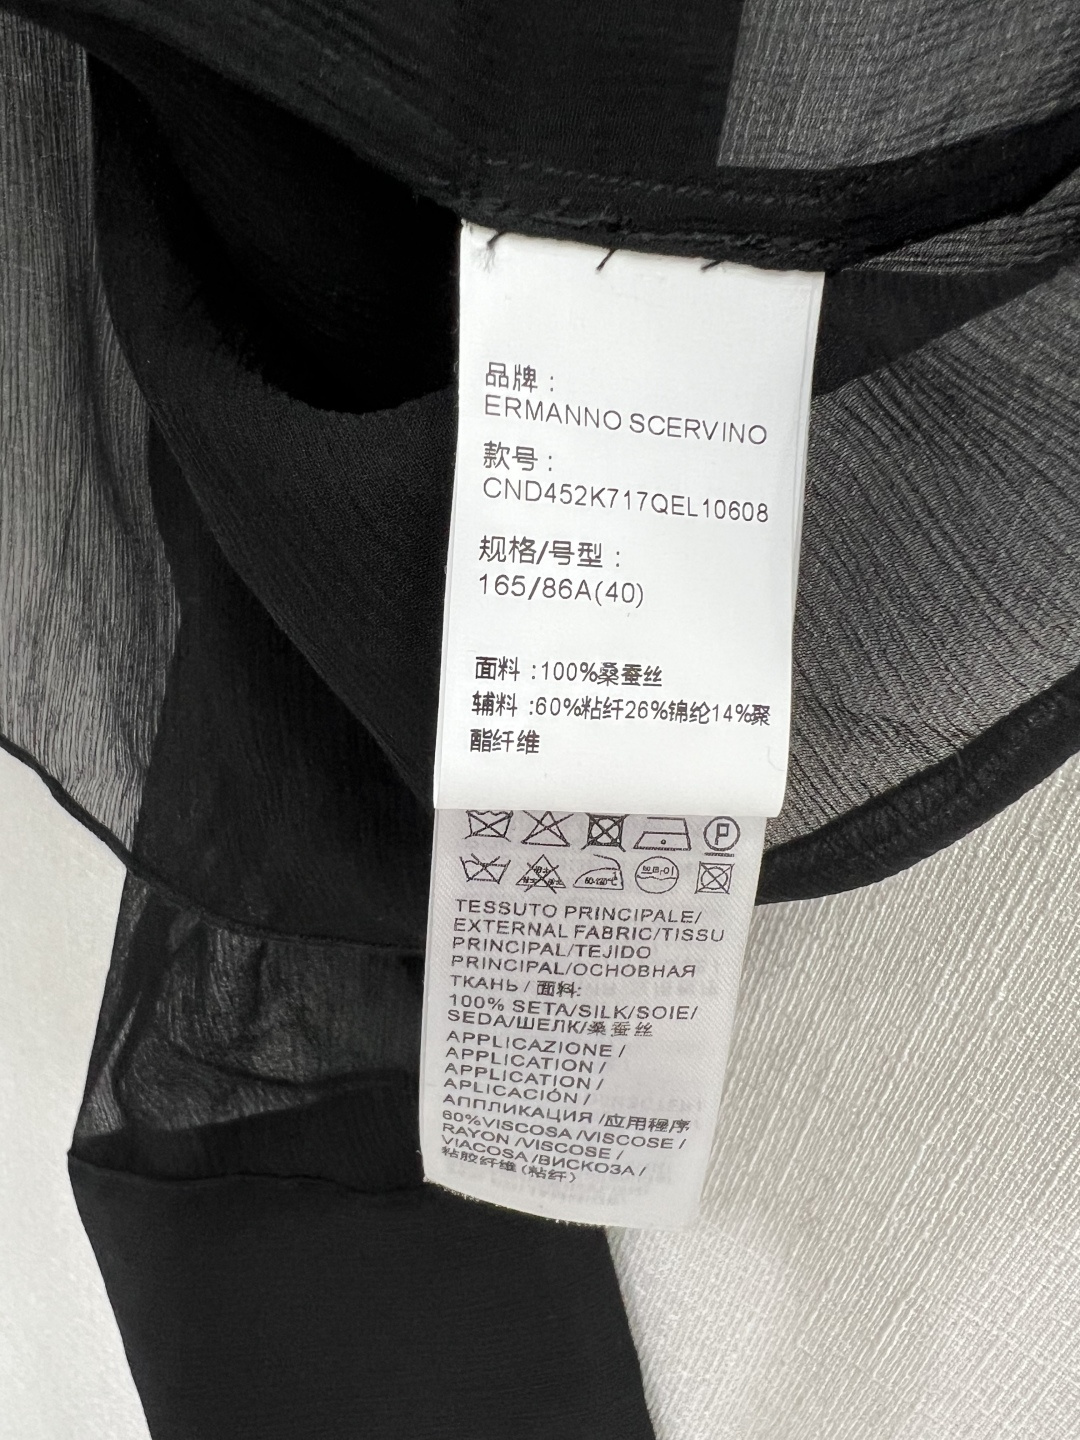 品牌：
ERMANNO SCERVINO
款号：
CND452K717QEL10608
规格/号型：
165/86A(40)
面料：100%桑蚕丝
辅料：60%粘纤26%锦纶14%聚
酯纤维
P
TESSUTO PRINCIPALE/
EXTERNAL FABRIC/TISSU
PRINCIPAL/TEJIDO
PRINCIPAL/ОСНОВНАЯ
ТКАНЬ / 面料:
100% SETA/SILK/SOIE/
SEDA/ШЕЛК/桑蚕丝
APPLICAZIONE /
APPLICATION /
APPLICATION /
APLICACIÓN /
АППЛИКАЦИЯ /应用程序
60%VISCOSA /VISCOSE /
RAYON /VISCOSE /
VIACOSA /ВИСКОЗА /
粘胶纤维(粘纤)